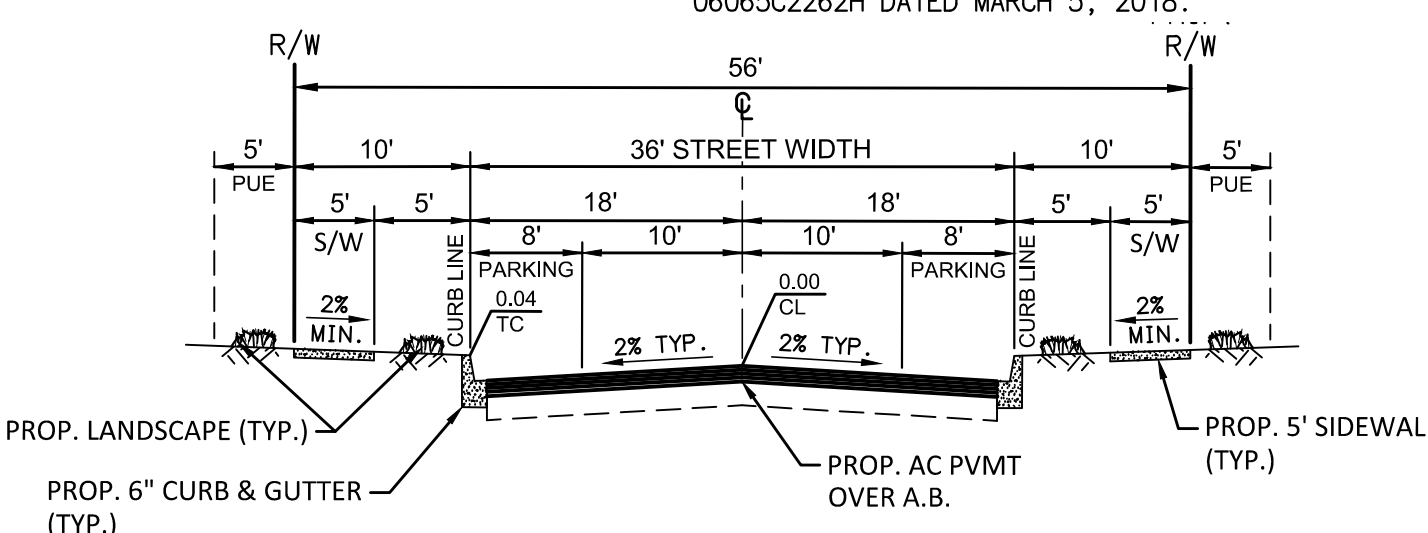 06065C2262H DATED MARCH 5, 2018.
R/W
R/W
56'
CL
5'
10'
36' STREET WIDTH
10'
5'
PUE
PUE
5'
5'
18'
18'
5'
5'
S/W
S/W
8'
10'
10'
8'
PARKING
PARKING
CURB LINE
CURB LINE
0.04
TC
0.00
CL
2%
MIN.
2%
MIN.
2% TYP.
2% TYP.
PROP. LANDSCAPE (TYP.)
PROP. 5' SIDEWAL
(TYP.)
PROP. 6" CURB & GUTTER
(TYP.)
PROP. AC PVMT
OVER A.B.